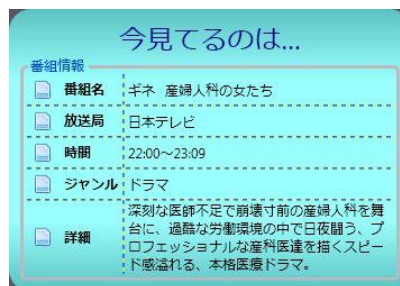 今見てるのは...
番組情報
番組名 ギネ 産婦人科の女たち
放送局 日本テレビ
時間 22:00～23:09
ジャンル ドラマ
詳細 深刻な医師不足で崩壊寸前の産婦人科を舞
台に、過酷な労働環境の中で日夜闘う、プ
ロフェッショナルな産科医達を描くスピー
ド感溢れる、本格医療ドラマ。